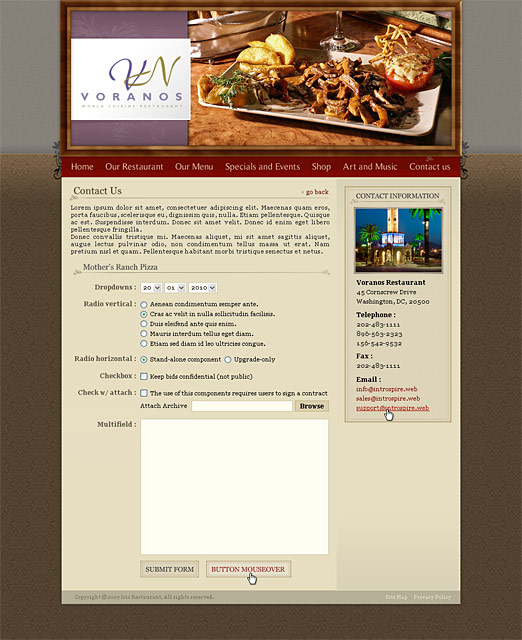 VAN
VORANOS
WORLD CUISINE RESTAURANT
Home Our Restaurant Our Menu Specials and Events Shop Art and Music Contact us
Contact Us
go back
Lorem ipsum dolor sit amet, consectetuer adipiscing elit. Maecenas quam eros,
porta faucibus, scelerisque eu, dignissim quis, nulla. Etiam pellentesque. Quisque
ac est. Suspendisse interdum. Donec sit amet velit. Donec id enim eget libero
pellentesque fringilla.
Donec convallis tristique mi. Maecenas aliquet, mi sit amet sagittis aliquet,
augue lectus pulvinar odio, non condimentum tellus massa ut erat. Nam
pretium nisl et quam. Pellentesque habitant morbi tristique senectus et netus.
Mother's Ranch Pizza
Dropdowns : 20 01 2010
Radio vertical : Aenean condimentum semper ante.
Cras ac velit in nulla sollicitudin facilisis.
Duis eleifend ante quis enim.
Mauris interdum tellus eget diam.
Etiam sed diam id leo ultricies congue.
Radio horizontal : Stand-alone component Upgrade-only
Checkbox : Keep bids confidential (not public)
Check w/ attach : The use of this components requires users to sign a contract
Attach Archive Browse
Multifield :
SUBMIT FORM BUTTON MOUSEOVER
CONTACT INFORMATION
Voranos Restaurant
45 Cornscrew Drive
Washington, DC, 20500
Telephone :
202-483-1111
896-563-2323
156-542-9532
Fax :
202-483-1111
Email :
info@introspire.web
sales@introspire.web
support@introspire.web
Copyright © 2007 Isis Restaurant, All rights reserved.
Site Map Privacy Policy